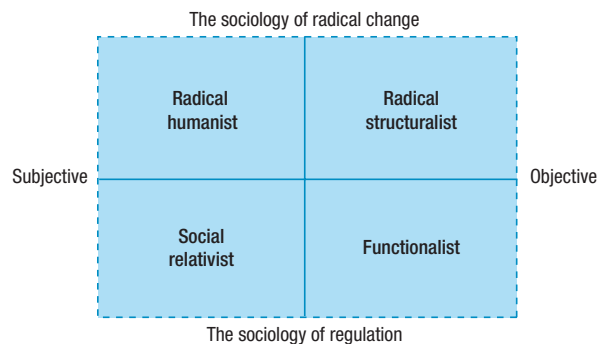 The sociology of radical change
Radical
humanist
Radical
structuralist
Subjective
Objective
Social
relativist
Functionalist
The sociology of regulation